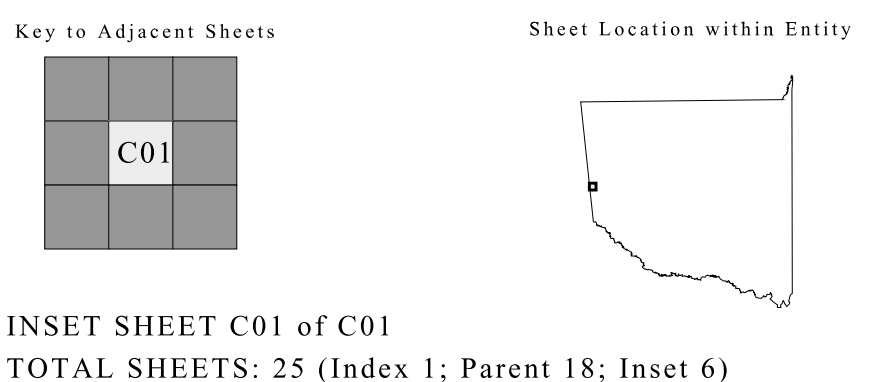 Key to Adjacent Sheets
Sheet Location within Entity
C01
INSET SHEET C01 of C01
TOTAL SHEETS: 25 (Index 1; Parent 18; Inset 6)